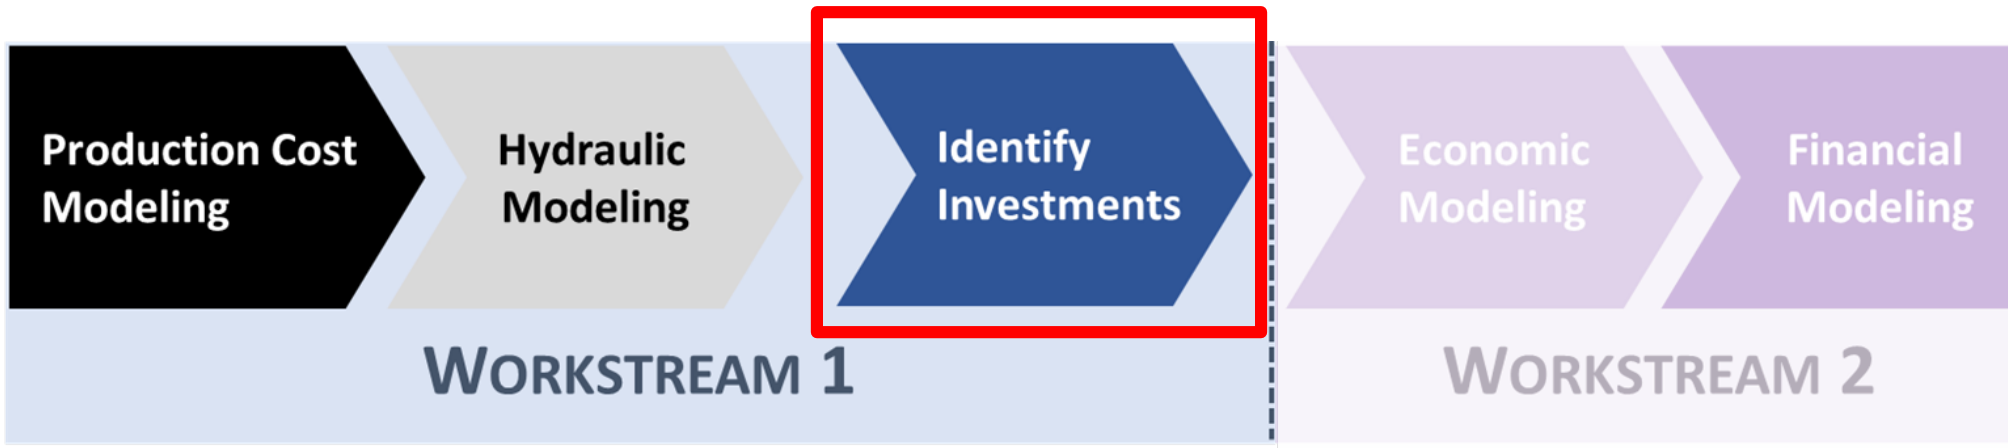 Production Cost
Modeling
Hydraulic
Modeling
Identify
Investments
Economic
Modeling
Financial
Modeling
WORKSTREAM 1
WORKSTREAM 2